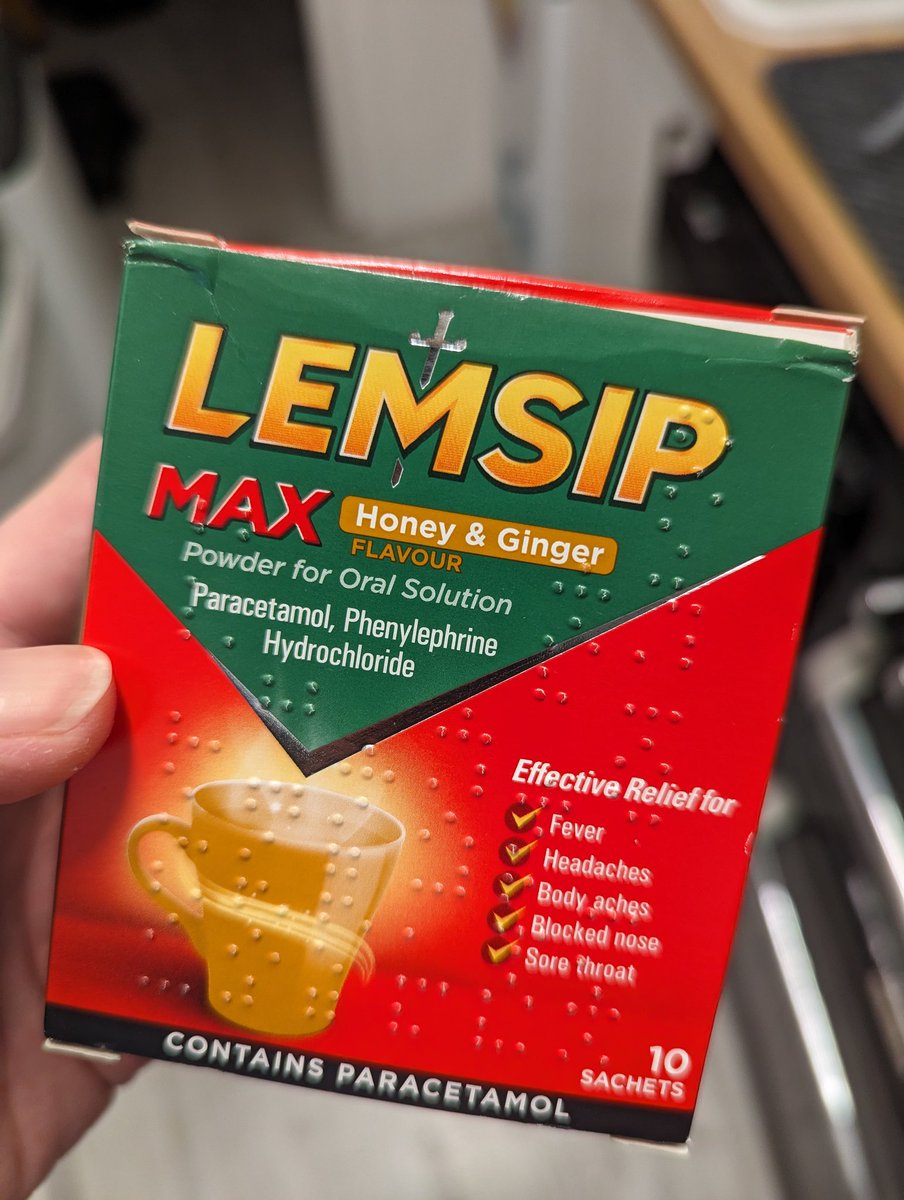 LEMSIP
MAX Honey & Ginger
FLAVOUR
Powder for Oral Solution
Paracetamol, Phenylephrine
Hydrochloride
Effective Relief for
Fever
Headaches
Body aches
Blocked nose
Sore throat
10
SACHETS
CONTAINS PARACETAMOL